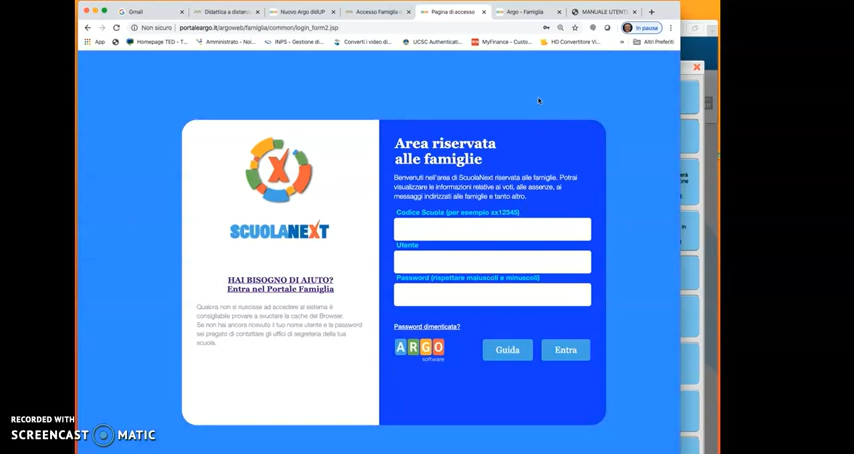 Gmail
Didattica a distan
Nuovo Argo didUP
Accesso Famiglia
Pagina di accesso
Argo - Famiglia
MANUALE UTENT
Non sicuro | portaleargo.it/argoweb/famiglia/common/login_form2.jsp
In pausa
App
Homepage TED - T...
Amministrato - Noi...
INPS - Gestione di...
Converti i video di...
UCSC Authenticati...
MyFinance - Custo...
HD Convertitore Vi...
»
Altri Preferiti
SCUOLANEXT
HAI BISOGNO DI AIUTO?
Entra nel Portale Famiglia
Qualora non si riuscisse ad accedere al sistema è
consigliabile provare a svuotare la cache del Browser.
Se non hai ancora ricevuto il tuo nome utente e la password
sei pregato di contattare gli uffici di segreteria della tua
scuola.
Area riservata
alle famiglie
Benvenuti nell'area di ScuolaNext riservata alle famiglie. Potrai
visualizzare le informazioni relative ai voti, alle assenze, ai
messaggi indirizzati alle famiglie e tanto altro.
Codice Scuola (per esempio xx12345)
Utente
Password (rispettare maiuscoli e minuscoli)
Password dimenticata?
ARGO
software
Guida
Entra
RECORDED WITH
SCREENCAST MATIC